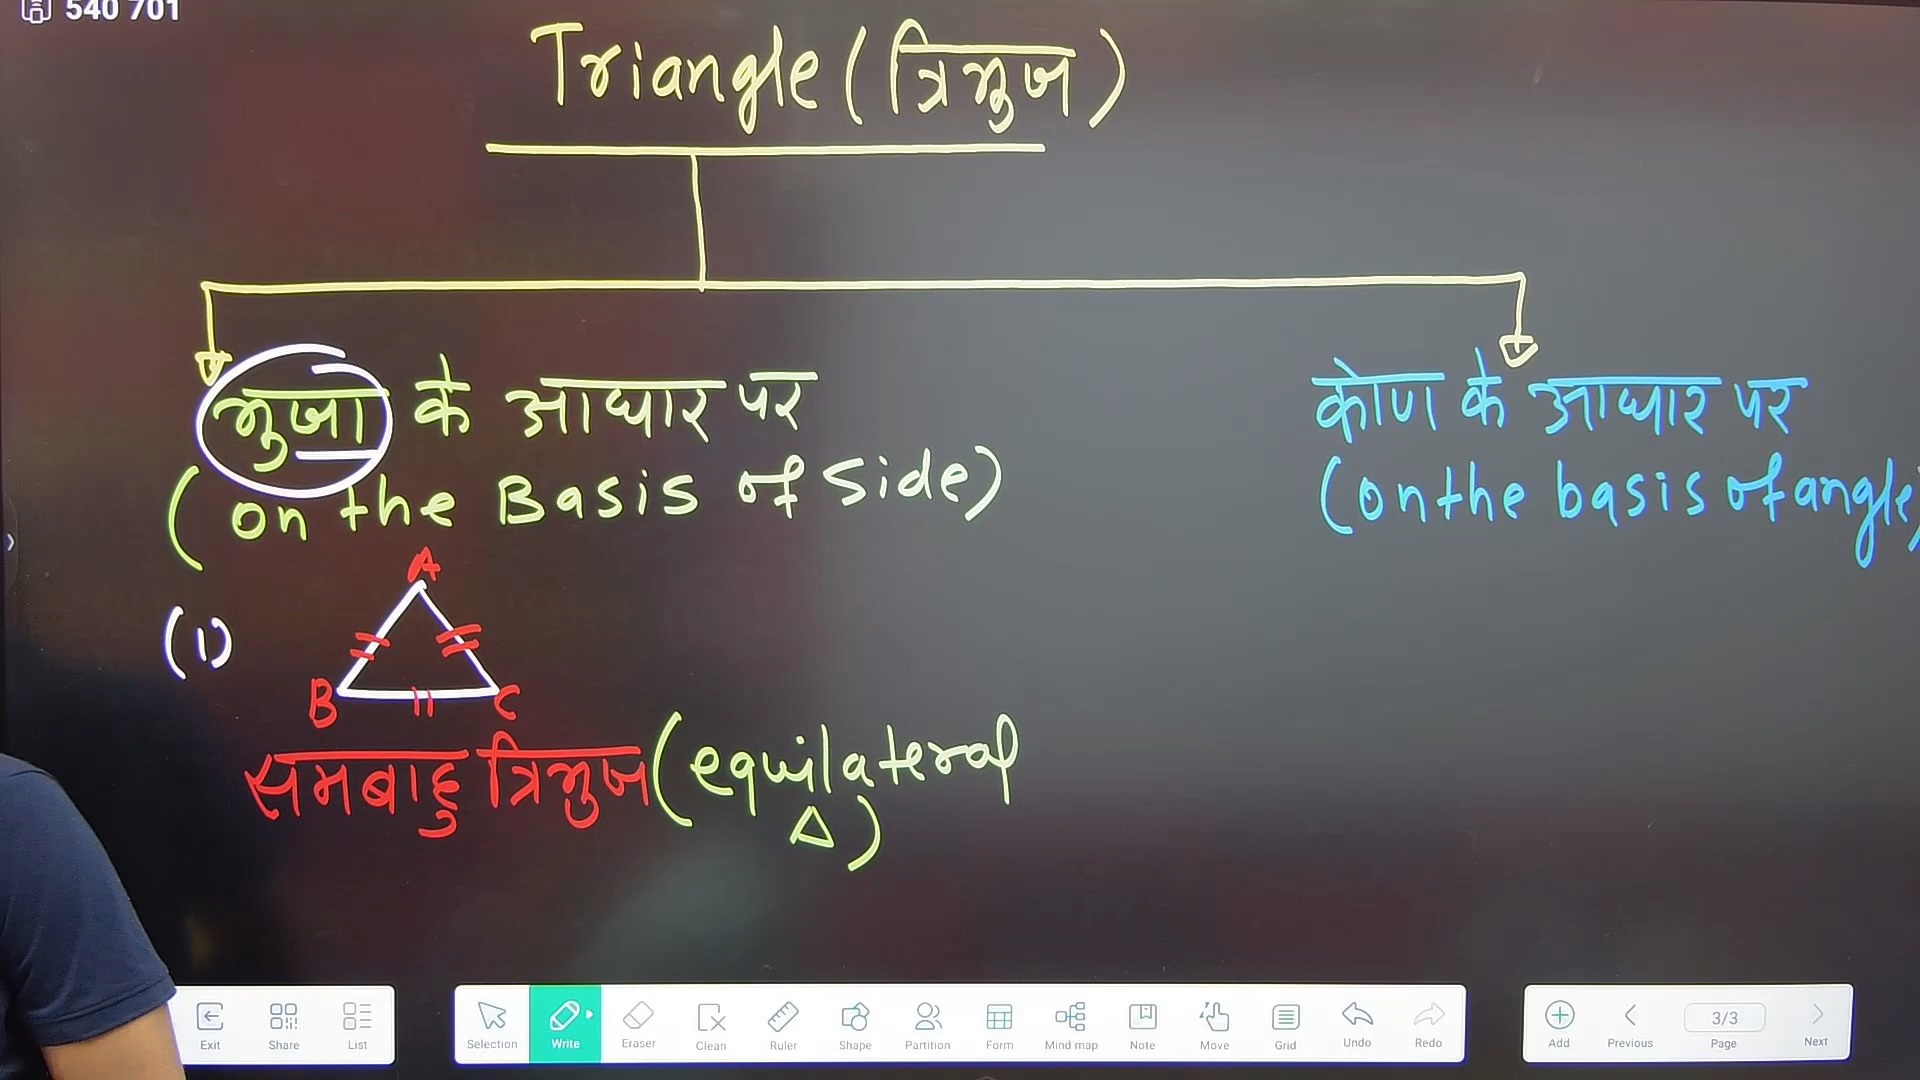 540 701
Triangle (त्रिभुज)
भुजा के आधार पर
(on the Basis of Side)
कोण के आधार पर
(on the basis of angle)
(1)
A
B C
समबाहु त्रिभुज (equilateral
Δ)
Exit Share List Selection Write Eraser Clean Ruler Shape Partition Form Mind map Note Move Grid Undo Redo Add Previous 3/3 Page Next